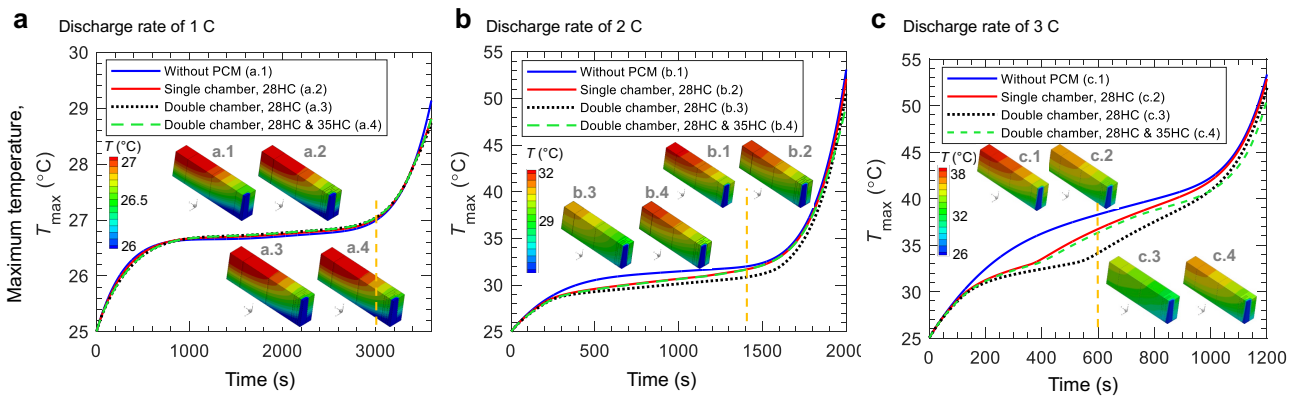 a Discharge rate of 1 C
Maximum temperature,
T_max (°C)
30
29
28
27
26
25
Without PCM (a.1)
Single chamber, 28HC (a.2)
Double chamber, 28HC (a.3)
Double chamber, 28HC & 35HC (a.4)
T (°C)
27
26.5
26
a.1
a.2
a.3
a.4
0 1000 2000 3000
Time (s)
b Discharge rate of 2 C
T_max (°C)
55
50
45
40
35
30
25
Without PCM (b.1)
Single chamber, 28HC (b.2)
Double chamber, 28HC (b.3)
Double chamber, 28HC & 35HC (b.4)
T (°C)
32
29
26
b.1
b.2
b.3
b.4
0 500 1000 1500 2000
Time (s)
c Discharge rate of 3 C
T_max (°C)
55
50
45
40
35
30
25
Without PCM (c.1)
Single chamber, 28HC (c.2)
Double chamber, 28HC (c.3)
Double chamber, 28HC & 35HC (c.4)
T (°C)
38
32
26
c.1
c.2
c.3
c.4
0 200 400 600 800 1000 1200
Time (s)